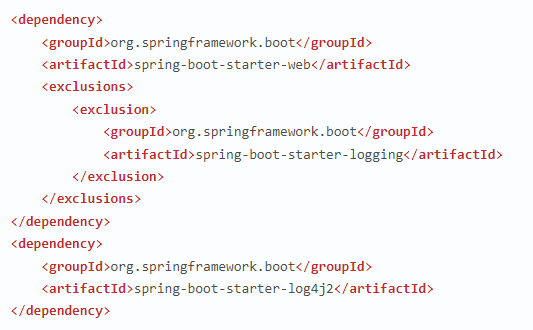 <dependency>
    <groupId>org.springframework.boot</groupId>
    <artifactId>spring-boot-starter-web</artifactId>
    <exclusions>
        <exclusion>
            <groupId>org.springframework.boot</groupId>
            <artifactId>spring-boot-starter-logging</artifactId>
        </exclusion>
    </exclusions>
</dependency>
<dependency>
    <groupId>org.springframework.boot</groupId>
    <artifactId>spring-boot-starter-log4j2</artifactId>
</dependency>